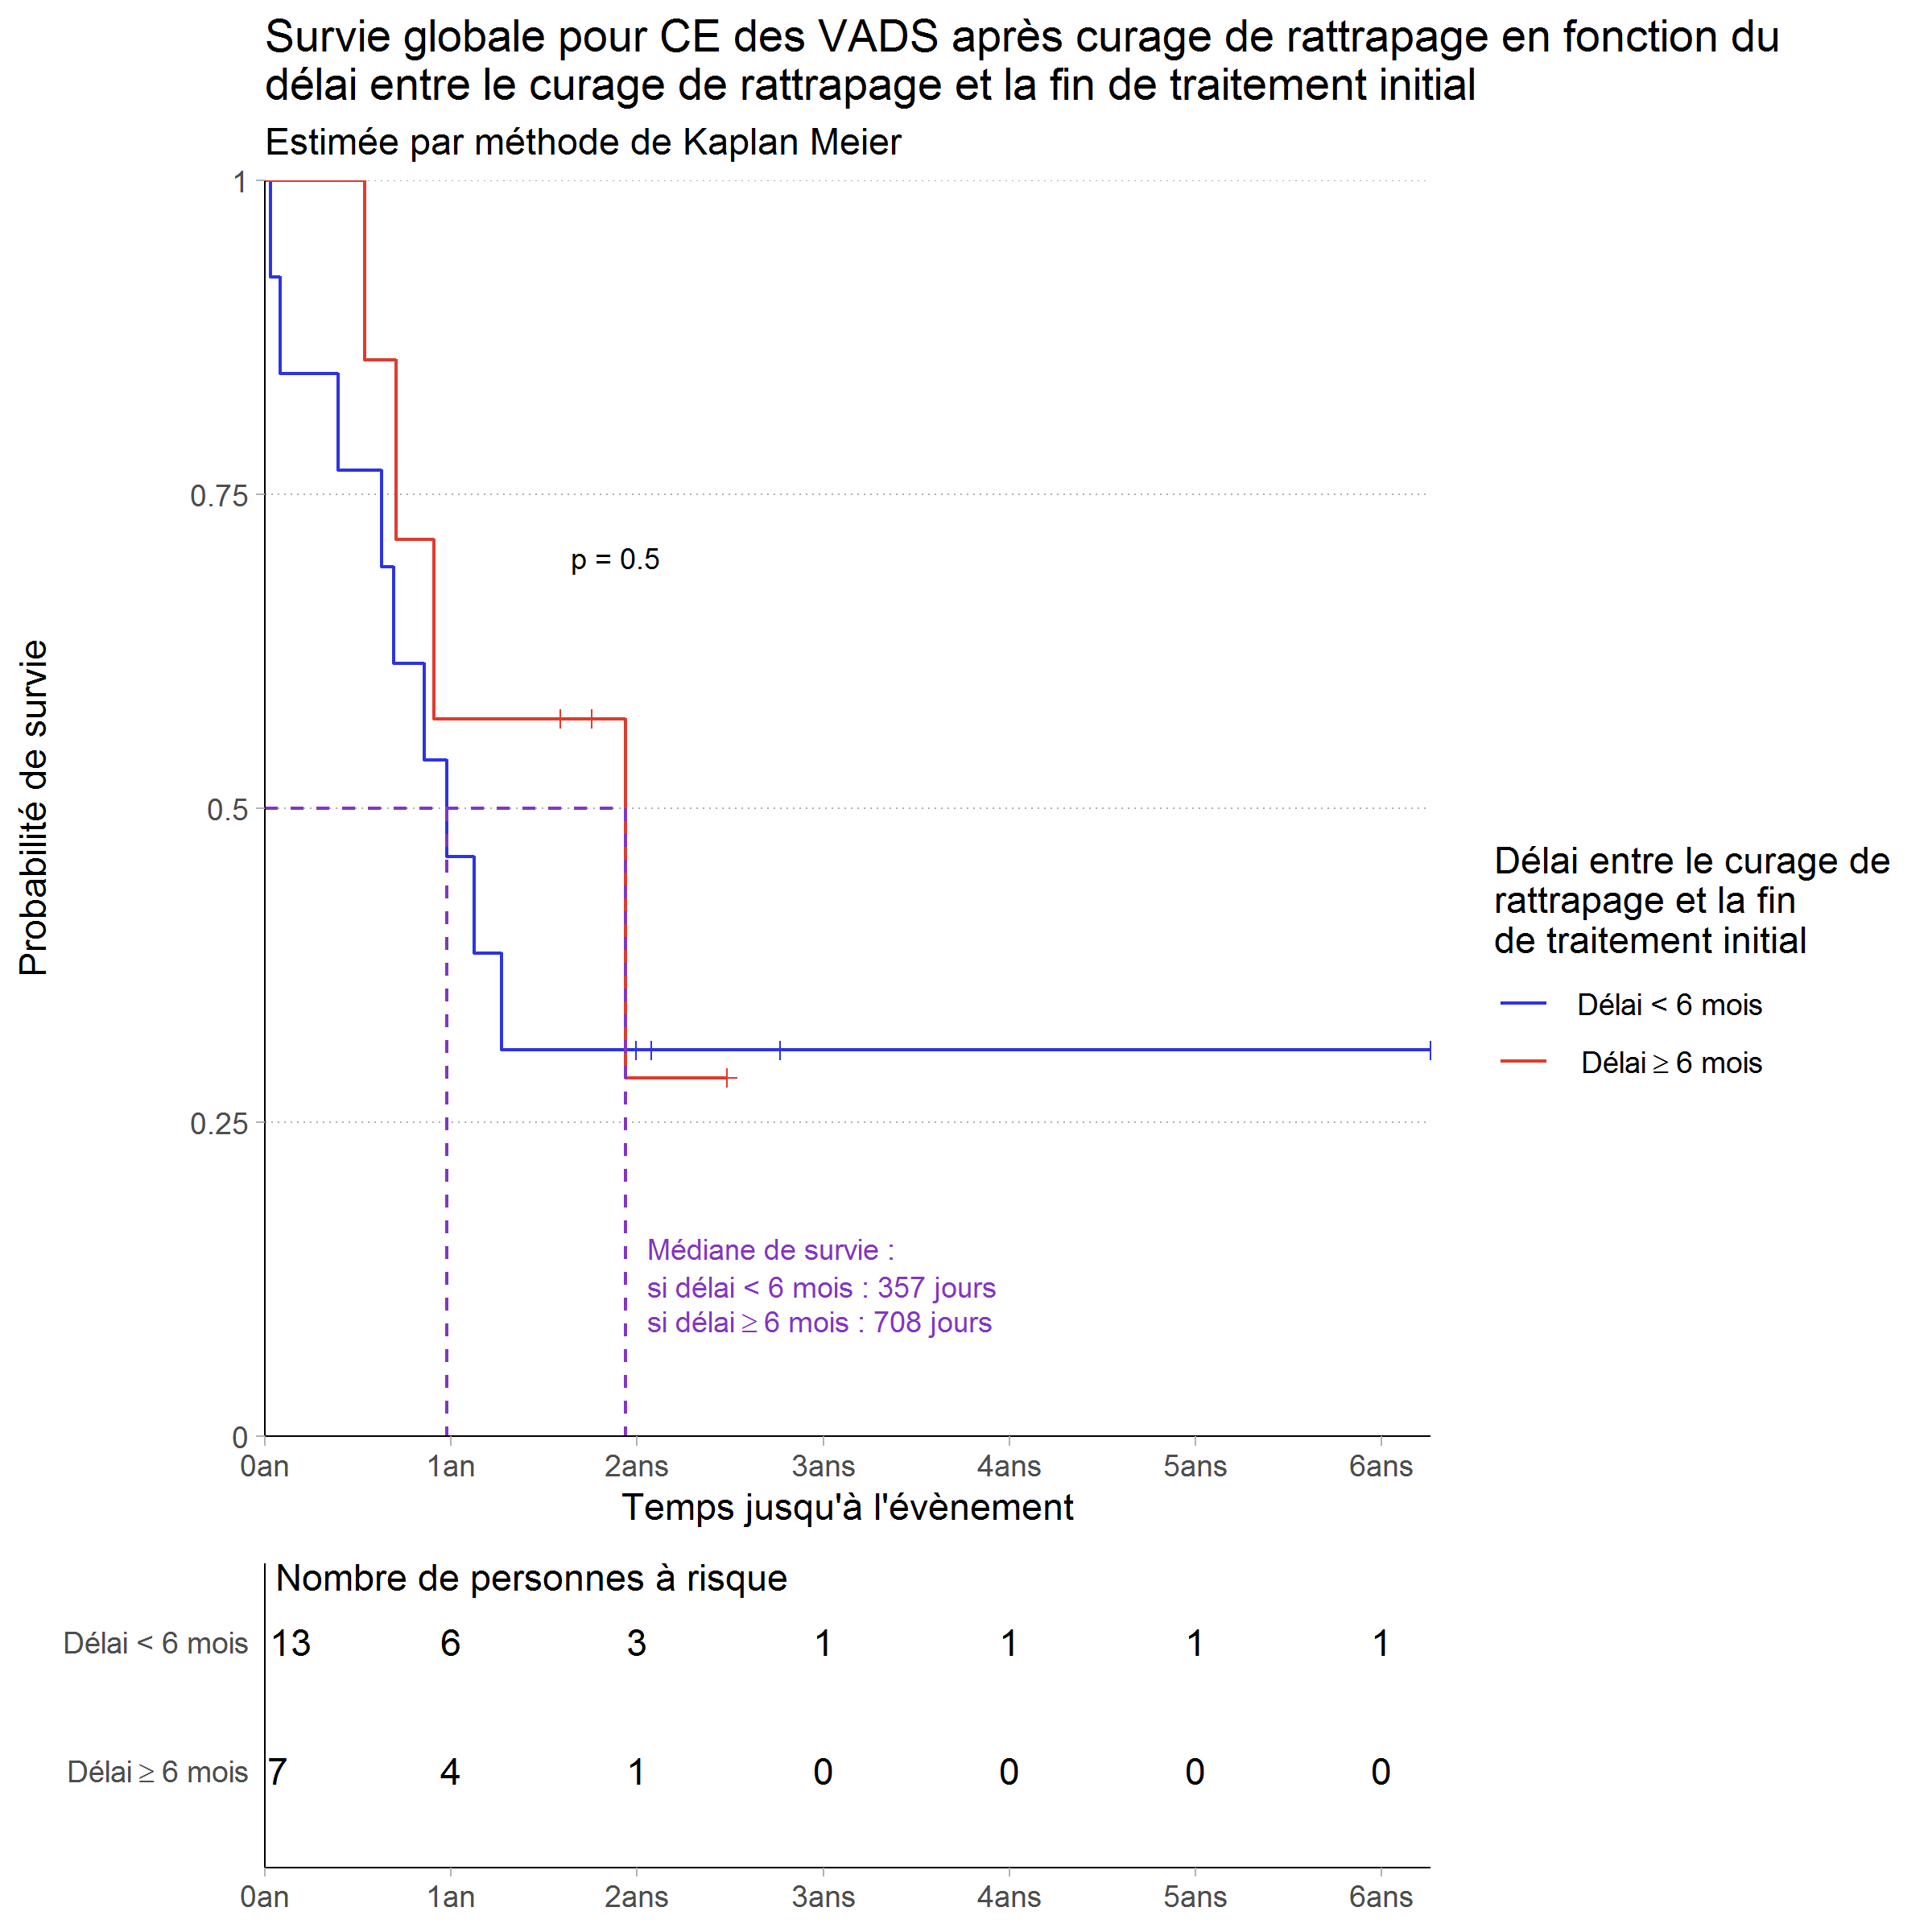 Survie globale pour CE des VADS après curage de rattrapage en fonction du
délai entre le curage de rattrapage et la fin de traitement initial
Estimée par méthode de Kaplan Meier
Probabilité de survie
1
0.75
0.5
0.25
0
p = 0.5
Médiane de survie :
si délai < 6 mois : 357 jours
si délai ≥ 6 mois : 708 jours
0an 1an 2ans 3ans 4ans 5ans 6ans
Temps jusqu'à l'évènement
Délai entre le curage de
rattrapage et la fin
de traitement initial
Délai < 6 mois
Délai ≥ 6 mois
Nombre de personnes à risque
Délai < 6 mois 13 6 3 1 1 1 1
Délai ≥ 6 mois 7 4 1 0 0 0 0
0an 1an 2ans 3ans 4ans 5ans 6ans